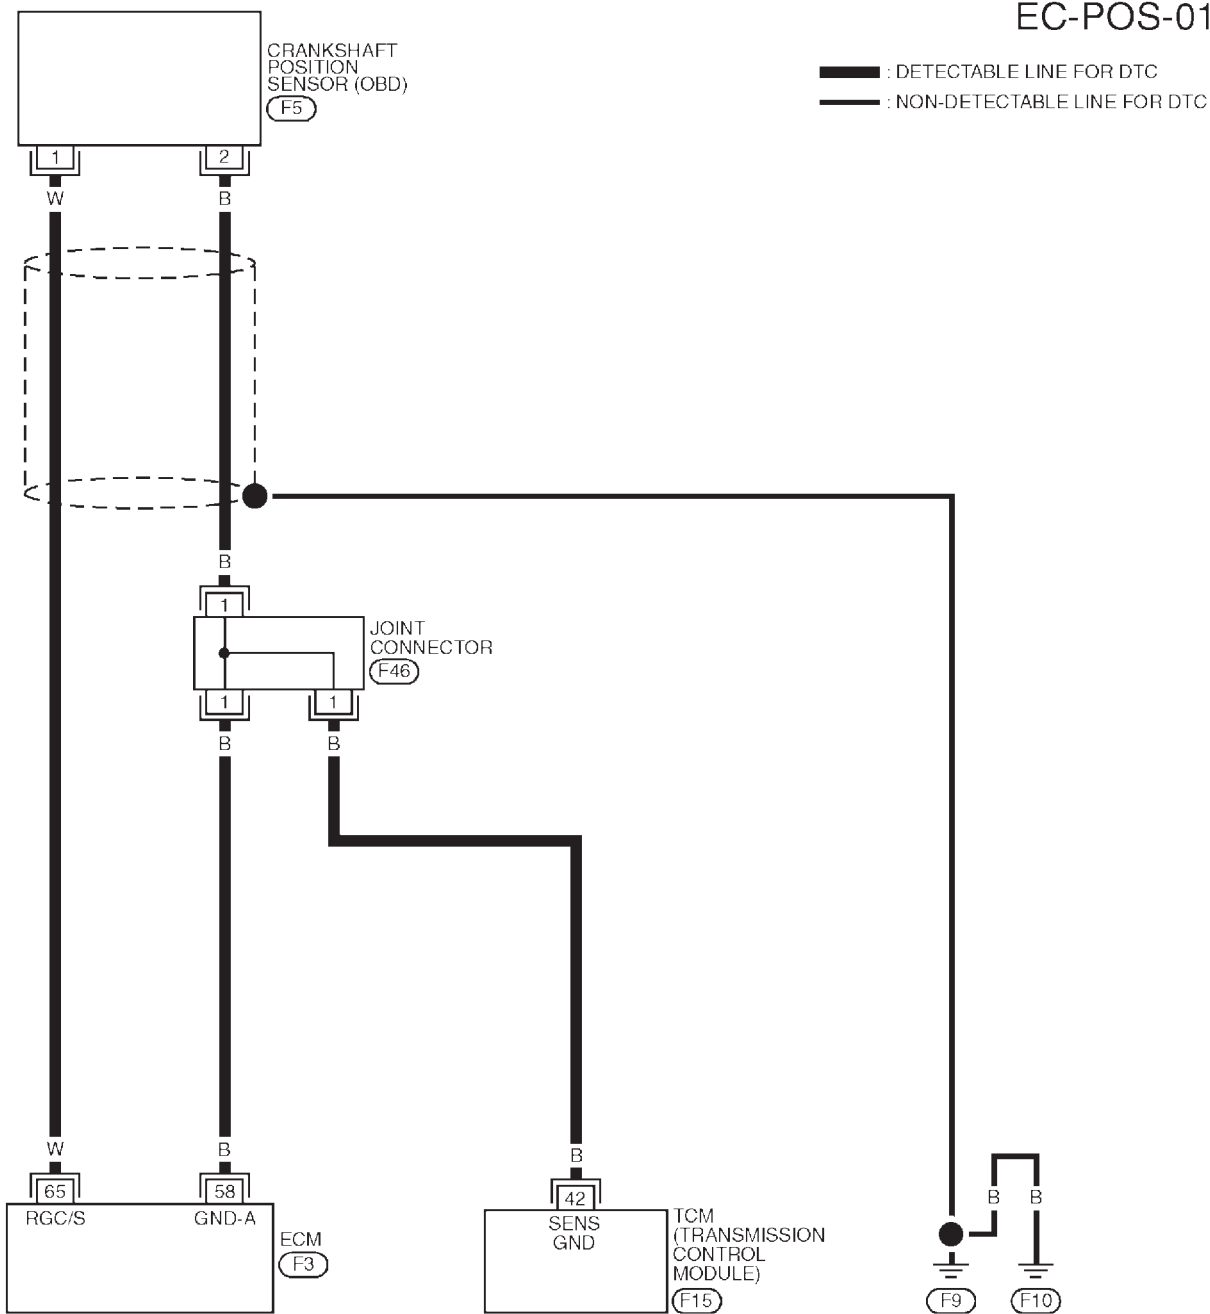 EC-POS-01
: DETECTABLE LINE FOR DTC
: NON-DETECTABLE LINE FOR DTC
CRANKSHAFT
POSITION
SENSOR (OBD)
F5
1
2
W
B
B
1
JOINT
CONNECTOR
F46
1
1
B
B
W
B
B
65
58
42
RGC/S
GND-A
ECM
F3
SENS
GND
TCM
(TRANSMISSION
CONTROL
MODULE)
F15
B
B
F9
F10